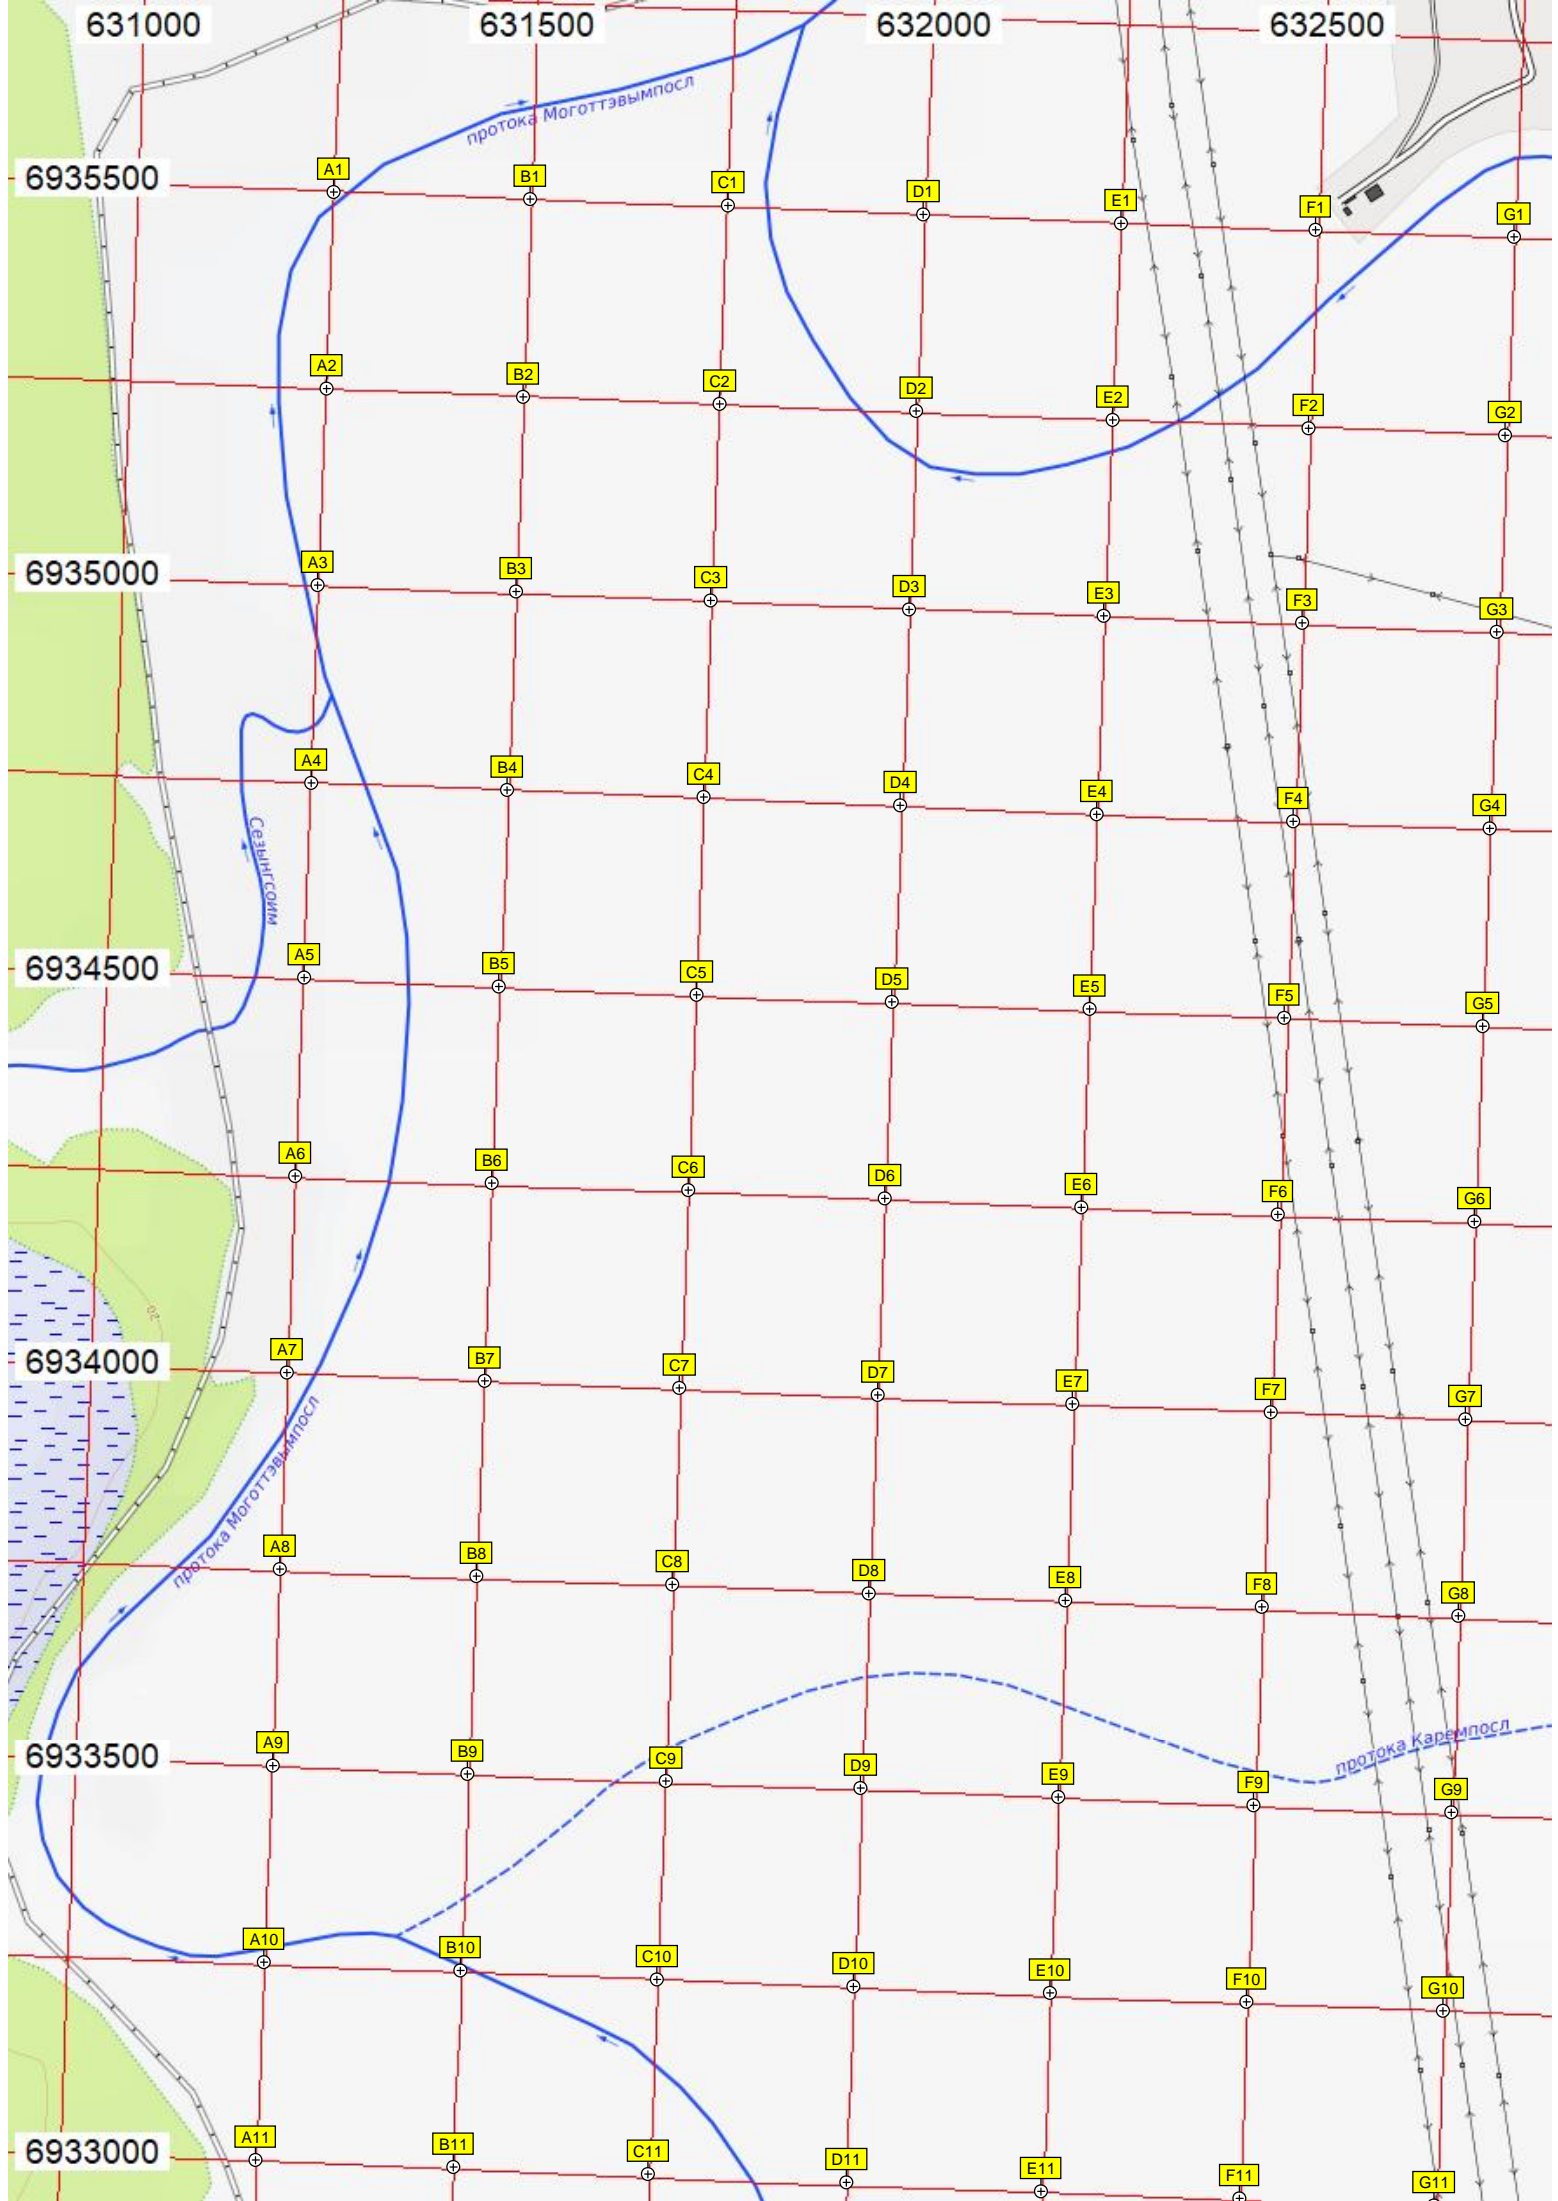 631000 631500 632000 632500
протока Моготтэвымпосл
6935500 A1 B1 C1 D1 E1 F1 G1
A2 B2 C2 D2 E2 F2 G2
6935000 A3 B3 C3 D3 E3 F3 G3
A4 B4 C4 D4 E4 F4 G4
Сезынгсоим
6934500 A5 B5 C5 D5 E5 F5 G5
A6 B6 C6 D6 E6 F6 G6
20
6934000 A7 B7 C7 D7 E7 F7 G7
протока Моготтэвымпосл
A8 B8 C8 D8 E8 F8 G8
протока Каремпосл
6933500 A9 B9 C9 D9 E9 F9 G9
A10 B10 C10 D10 E10 F10 G10
6933000 A11 B11 C11 D11 E11 F11 G11